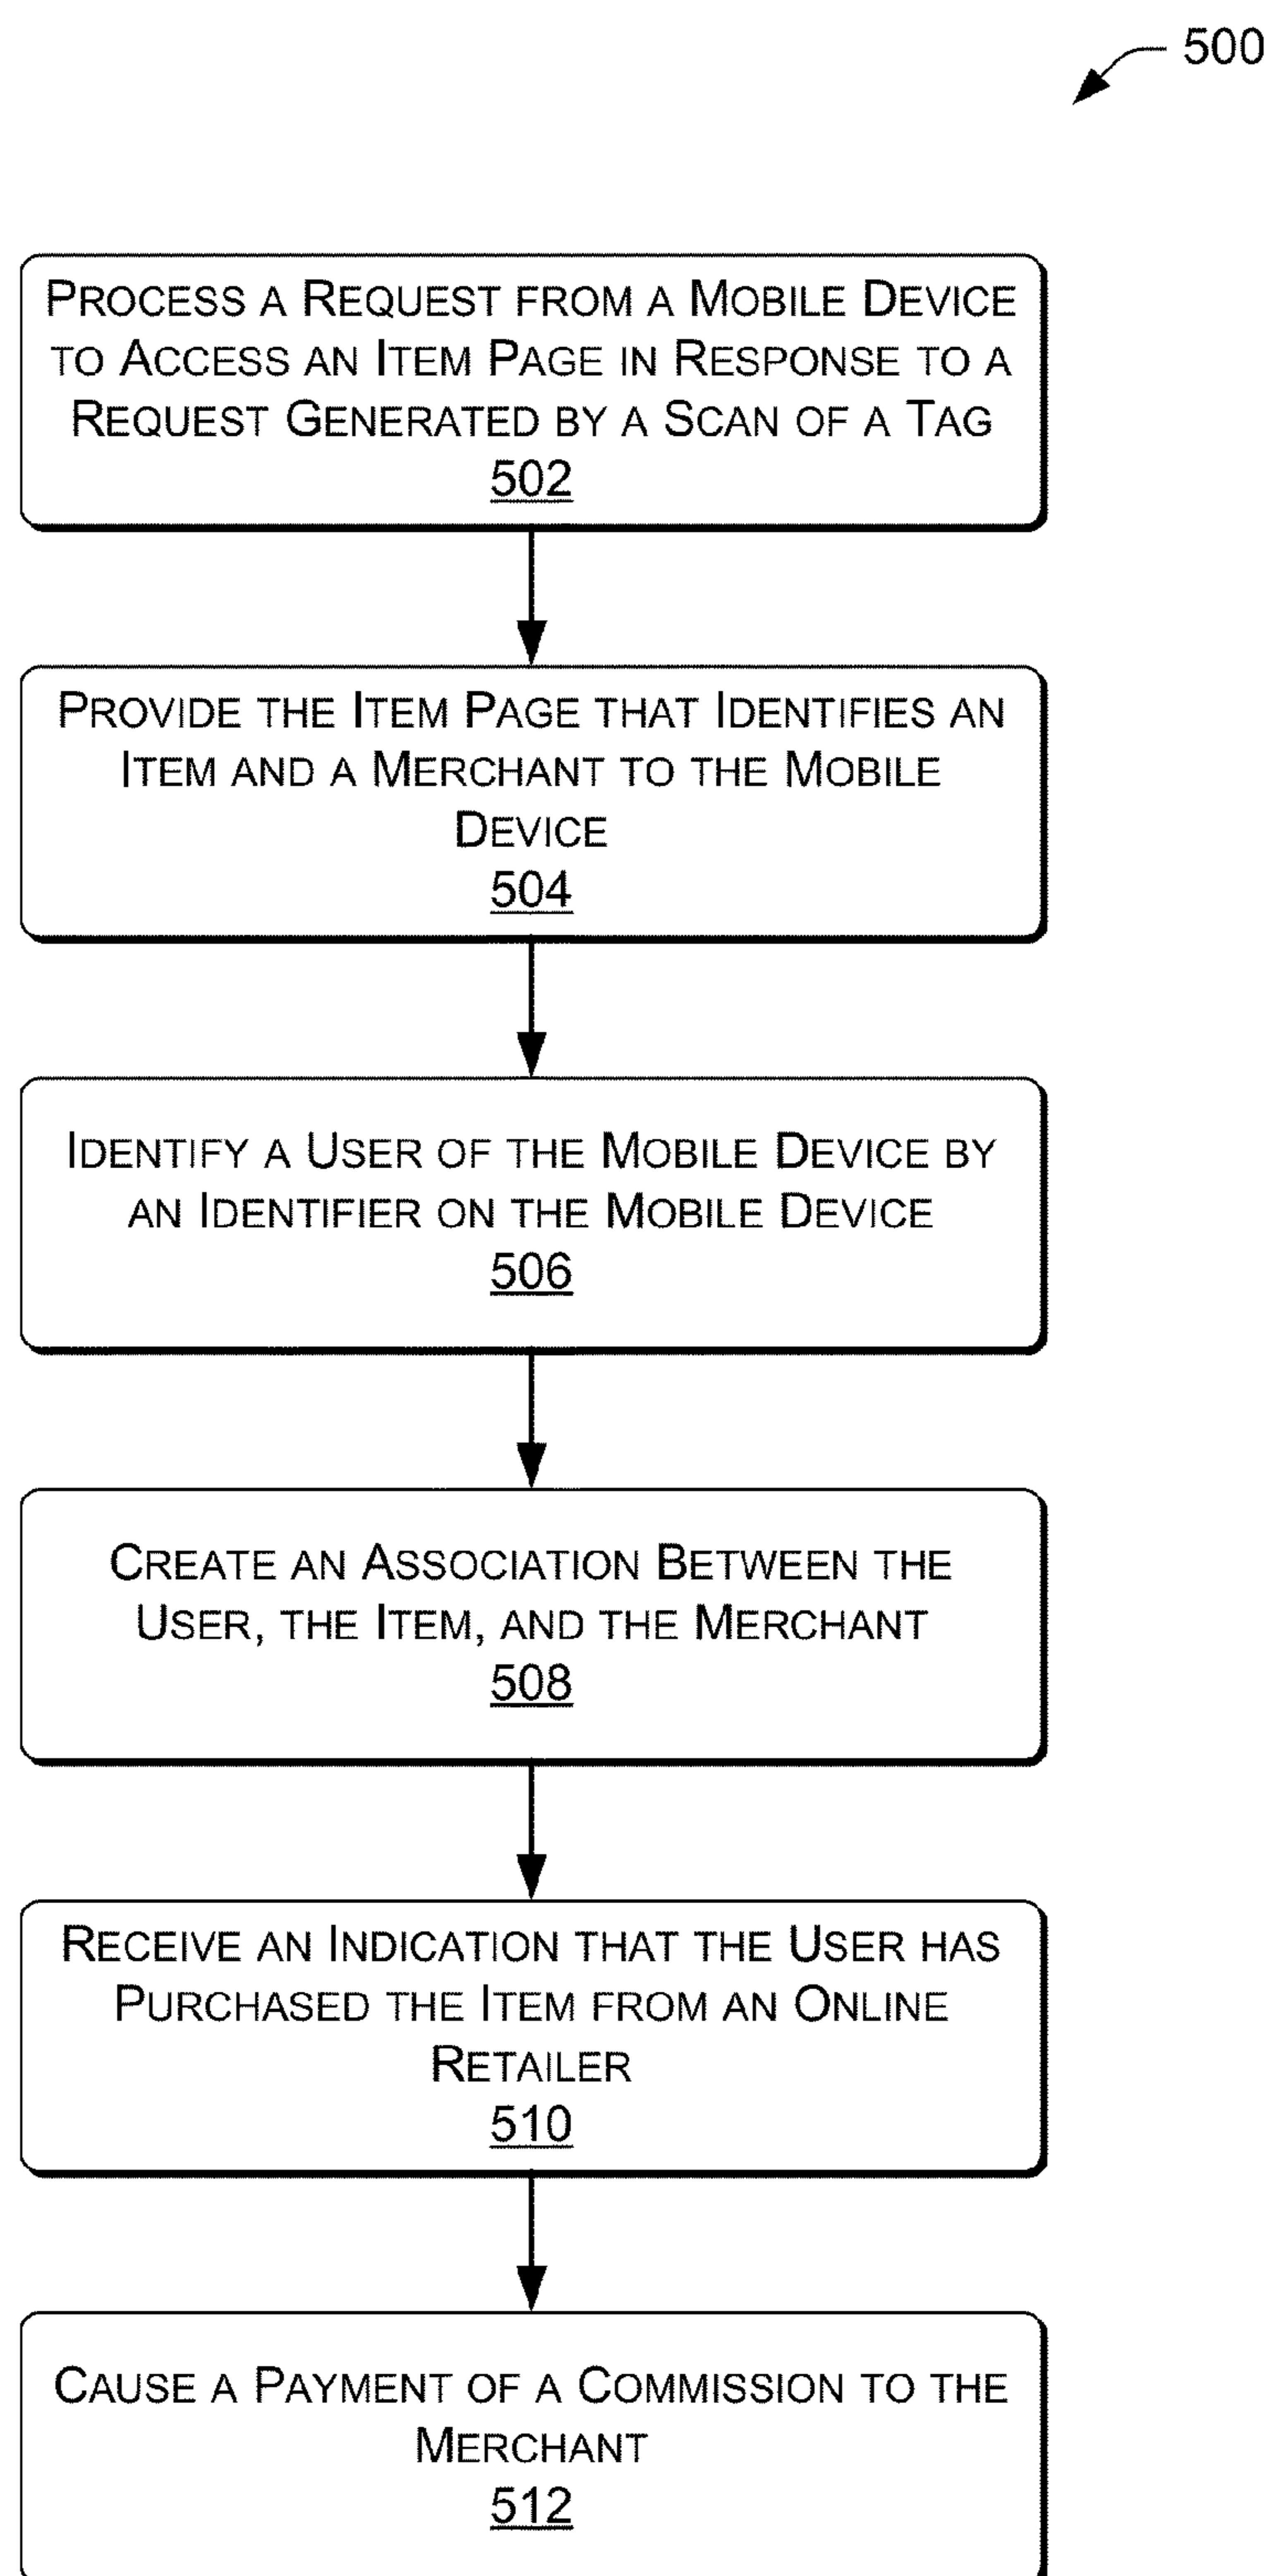 500
PROCESS A REQUEST FROM A MOBILE DEVICE
TO ACCESS AN ITEM PAGE IN RESPONSE TO A
REQUEST GENERATED BY A SCAN OF A TAG
502
PROVIDE THE ITEM PAGE THAT IDENTIFIES AN
ITEM AND A MERCHANT TO THE MOBILE
DEVICE
504
IDENTIFY A USER OF THE MOBILE DEVICE BY
AN IDENTIFIER ON THE MOBILE DEVICE
506
CREATE AN ASSOCIATION BETWEEN THE
USER, THE ITEM, AND THE MERCHANT
508
RECEIVE AN INDICATION THAT THE USER HAS
PURCHASED THE ITEM FROM AN ONLINE
RETAILER
510
CAUSE A PAYMENT OF A COMMISSION TO THE
MERCHANT
512